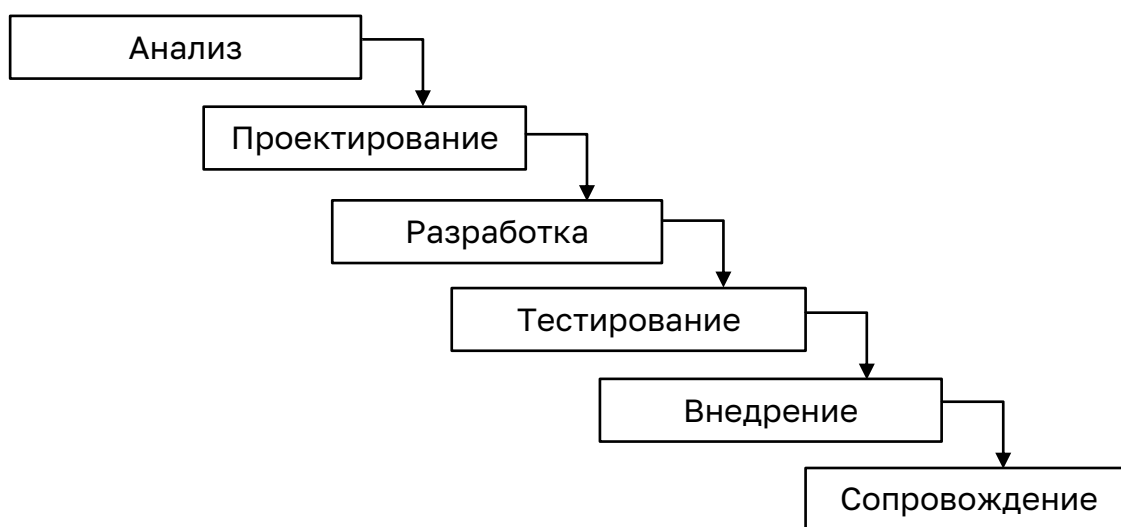 Анализ
Проектирование
Разработка
Тестирование
Внедрение
Сопровождение